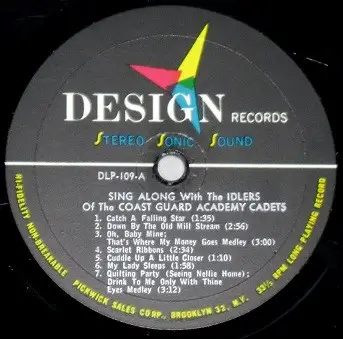 DESIGN RECORDS
STEREO SONIC SOUND
DLP-109-A
SING ALONG With The IDLERS
Of The COAST GUARD ACADEMY CADETS
1. Catch A Falling Star (1:35)
2. Down By The Old Mill Stream (2:56)
3. Oh, Baby Mine;
That's Where My Money Goes Medley (3:00)
4. Scarlet Ribbons (2:34)
5. Cuddle Up A Little Closer (1:10)
6. My Lady Sleeps (1:58)
7. Quilting Party (Seeing Nellie Home);
Drink To Me Only With Thine
Eyes Medley (3:12)
HI-FIDELITY NON-BREAKABLE
PICKWICK SALES CORP., BROOKLYN 32, N.Y.
33⅓ RPM LONG PLAYING RECORD